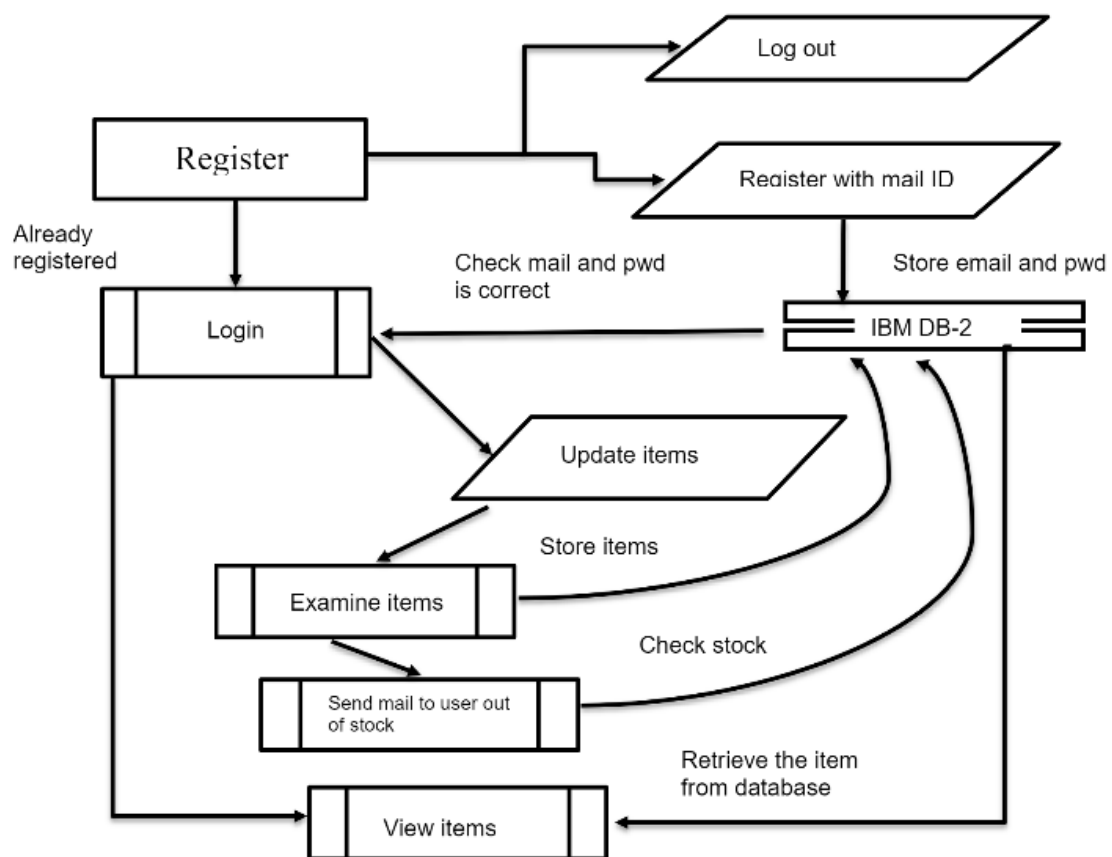 Log out
Register
Register with mail ID
Already
registered
Check mail and pwd
is correct
Store email and pwd
Login
IBM DB-2
Update items
Store items
Examine items
Check stock
Send mail to user out
of stock
Retrieve the item
from database
View items